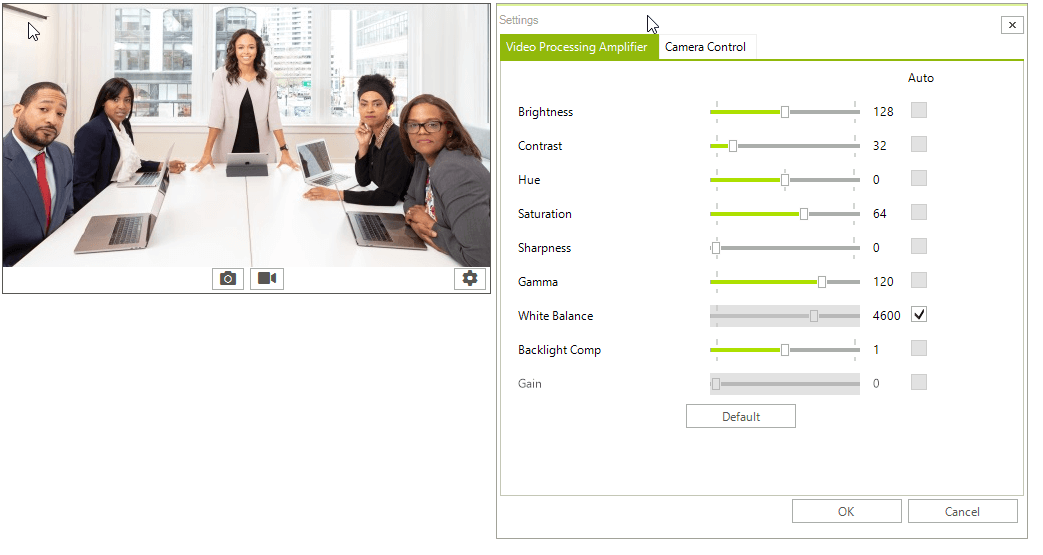 Settings
Video Processing Amplifier Camera Control
Auto
Brightness 128
Contrast 32
Hue 0
Saturation 64
Sharpness 0
Gamma 120
White Balance 4600
Backlight Comp 1
Gain 0
Default
OK Cancel